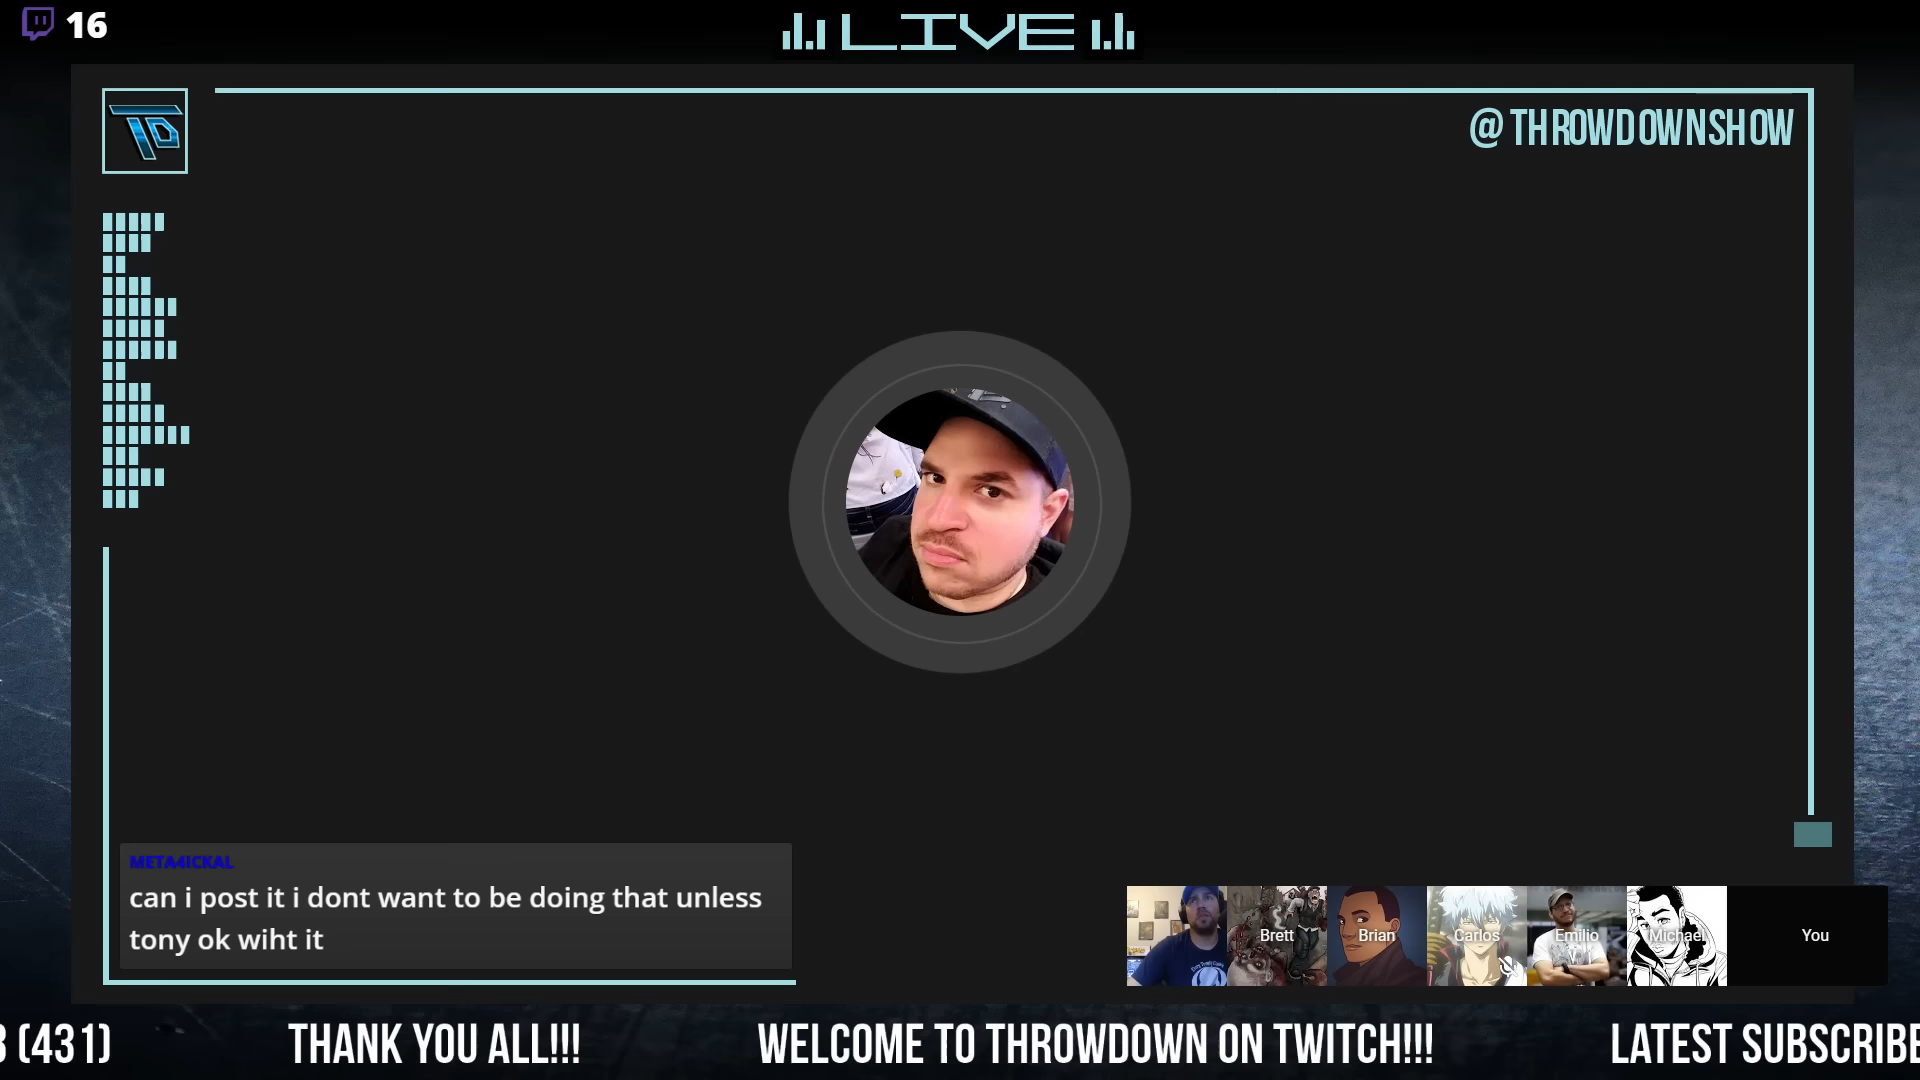 16
LIVE
TD
@THROWDOWNSHOW
META4ICKAL
can i post it i dont want to be doing that unless
tony ok wiht it
Brett
Brian
Carlos
Emilio
Michael
You
(431) THANK YOU ALL!!! WELCOME TO THROWDOWN ON TWITCH!!! LATEST SUBSCRIBE